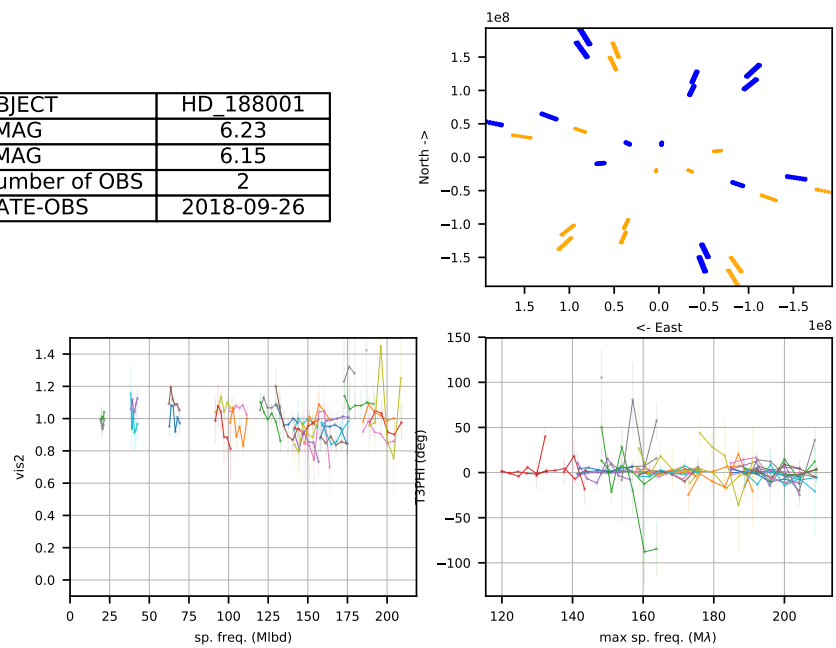 BJECT HD_188001
MAG 6.23
MAG 6.15
umber of OBS 2
ATE-OBS 2018-09-26
1e8
1.5
1.0
0.5
0.0
−0.5
−1.0
−1.5
North ->
1.5 1.0 0.5 0.0 −0.5 −1.0 −1.5
<- East
1e8
1.4
1.2
1.0
0.8
0.6
0.4
0.2
0.0
vis2
0 25 50 75 100 125 150 175 200
sp. freq. (Mlbd)
150
100
50
0
−50
−100
T3PHI (deg)
120 140 160 180 200
max sp. freq. (Mλ)